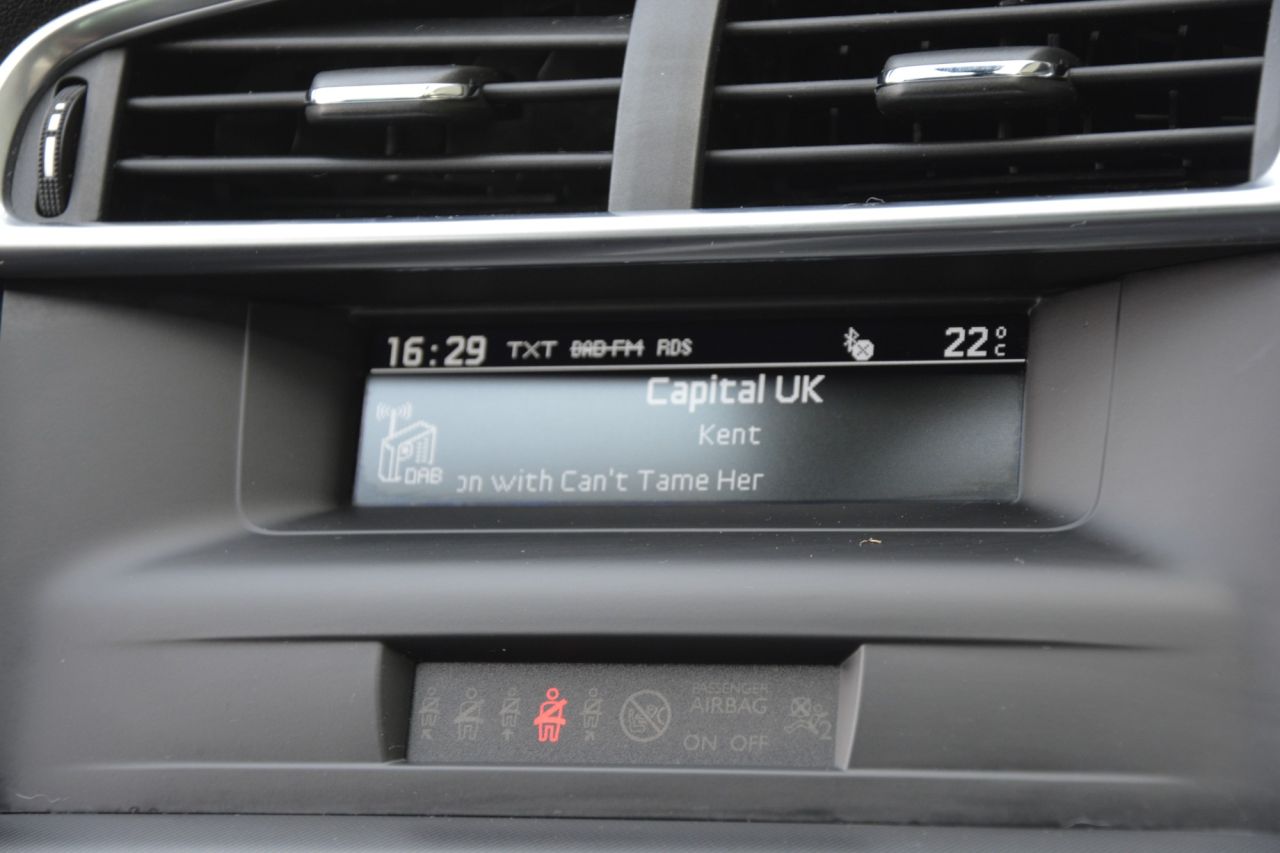 16:29 TXT DAB FM RDS 22°C
Capital UK
Kent
DAB on with Can't Tame Her
PASSENGER
AIRBAG
ON OFF
2